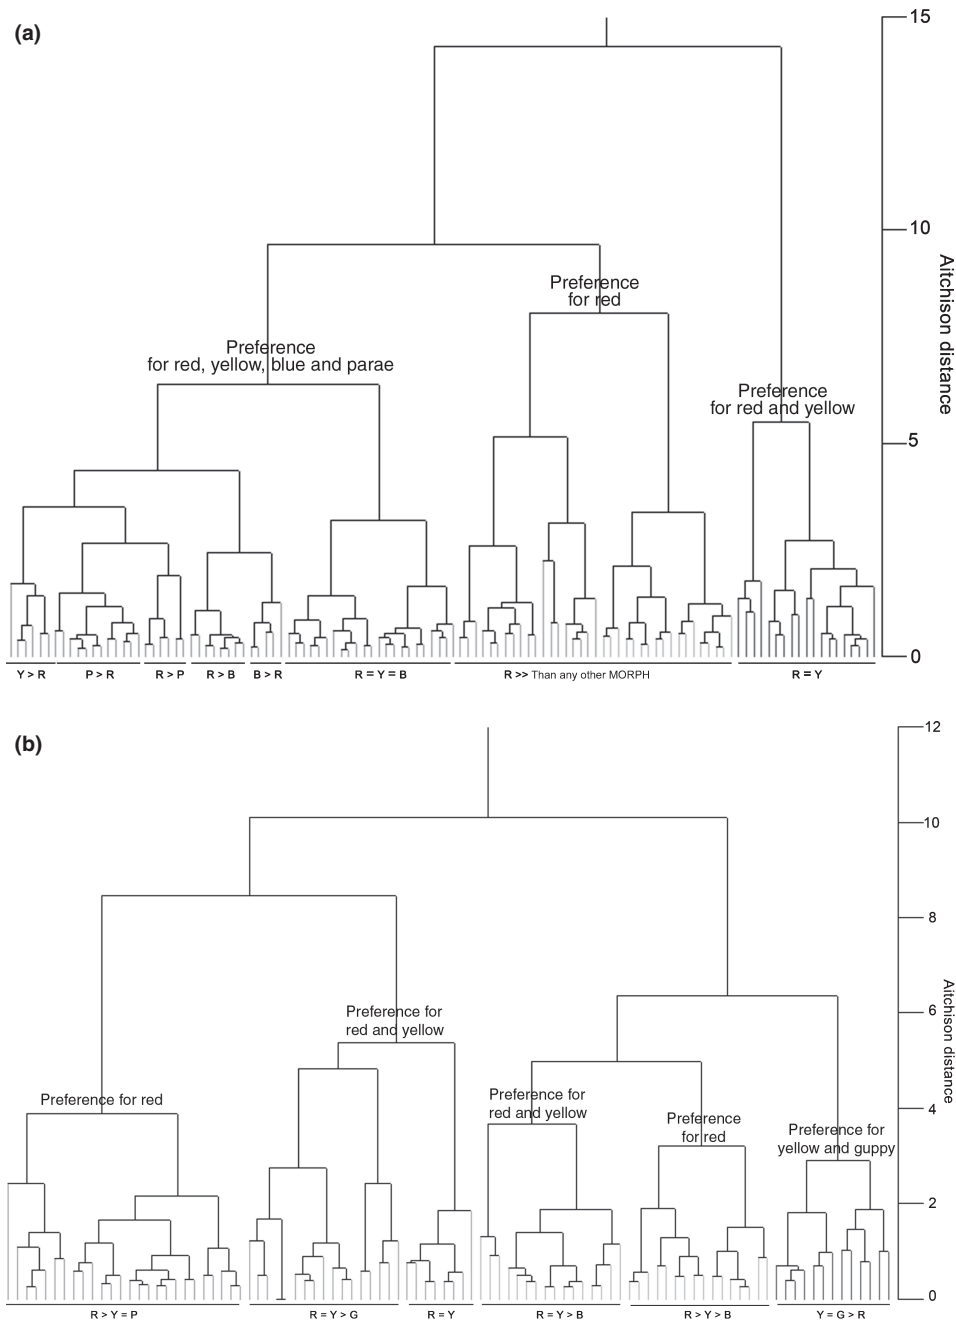 (a)
15
10
Aitchison distance
Preference
for red
Preference
for red, yellow, blue and parae
Preference
for red and yellow
5
0
Y > R
P > R
R > P
R > B
B > R
R = Y = B
R >> Than any other MORPH
R = Y
(b)
12
10
8
Aitchison distance
6
Preference for
red and yellow
4
Preference for red
Preference for
red and yellow
Preference
for red
Preference for
yellow and guppy
2
0
R > Y = P
R = Y > G
R = Y
R = Y > B
R > Y > B
Y = G > R